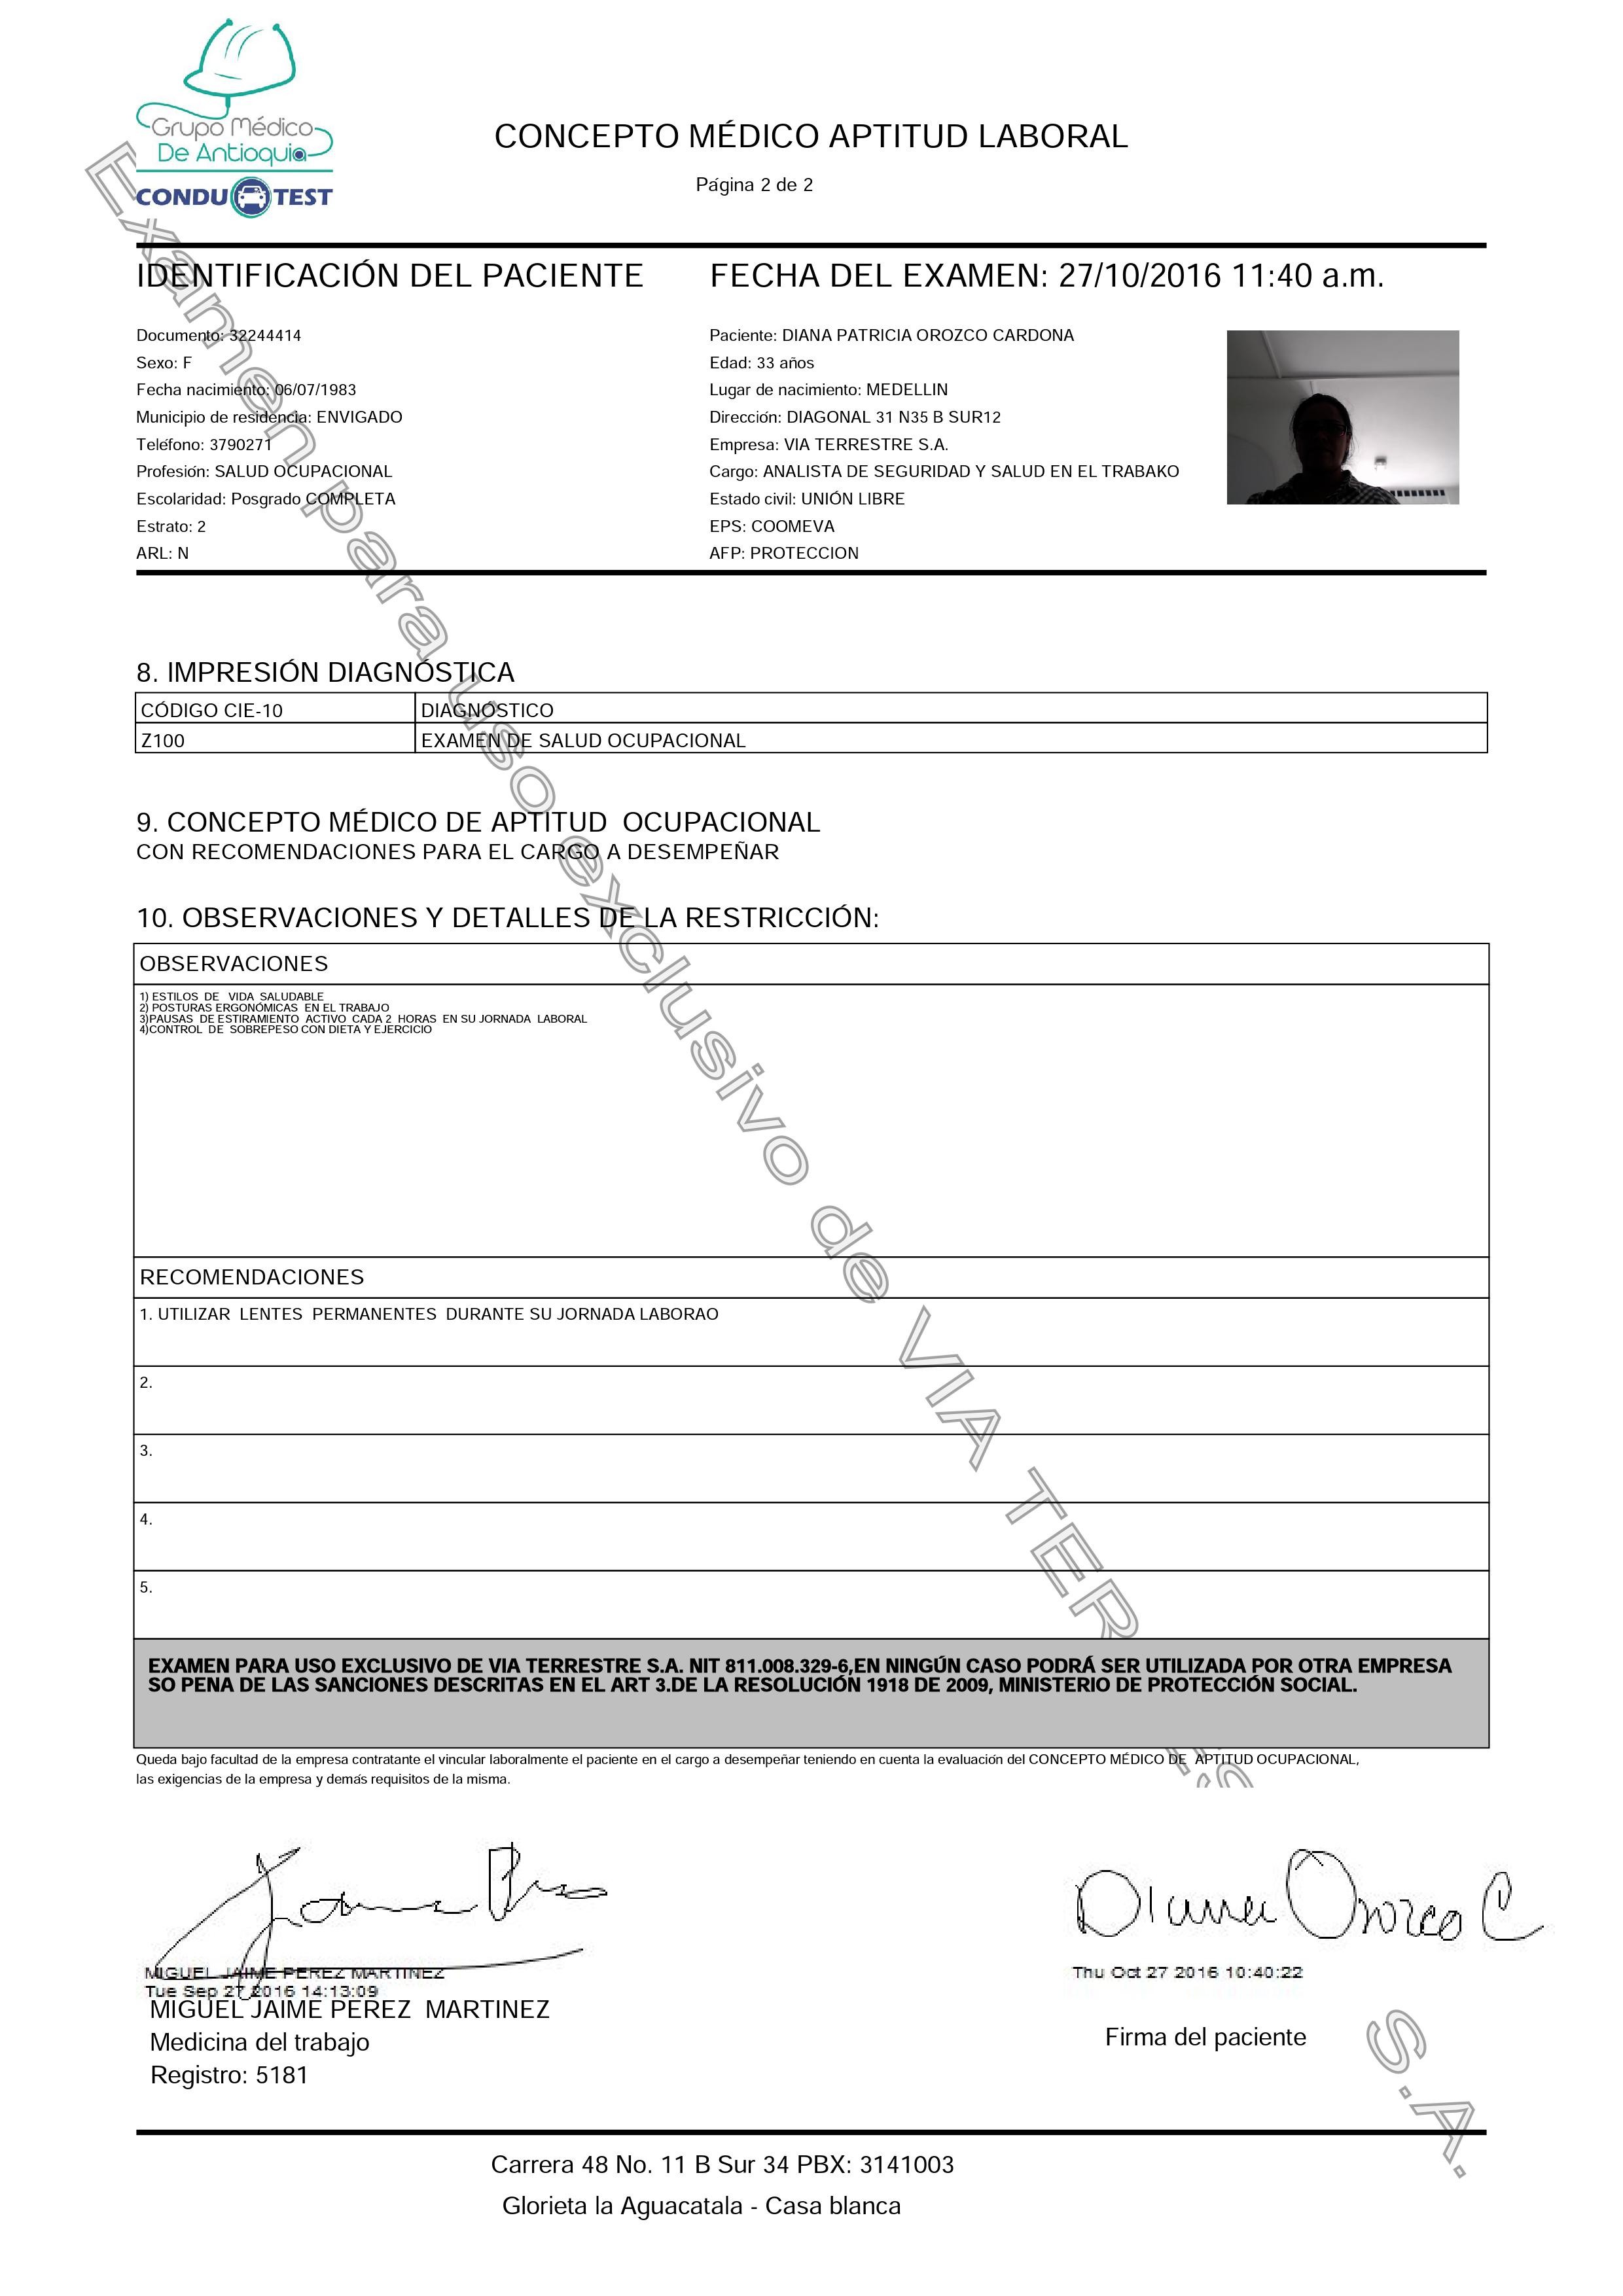 Grupo Médico
De Antioquia
CONDUTEST
CONCEPTO MÉDICO APTITUD LABORAL
Página 2 de 2
IDENTIFICACIÓN DEL PACIENTE FECHA DEL EXAMEN: 27/10/2016 11:40 a.m.
Documento: 32244414 Paciente: DIANA PATRICIA OROZCO CARDONA
Sexo: F Edad: 33 años
Fecha nacimiento: 06/07/1983 Lugar de nacimiento: MEDELLIN
Municipio de residencia: ENVIGADO Dirección: DIAGONAL 31 N35 B SUR12
Teléfono: 3790271 Empresa: VIA TERRESTRE S.A.
Profesión: SALUD OCUPACIONAL Cargo: ANALISTA DE SEGURIDAD Y SALUD EN EL TRABAKO
Escolaridad: Posgrado COMPLETA Estado civil: UNIÓN LIBRE
Estrato: 2 EPS: COOMEVA
ARL: N AFP: PROTECCION
8. IMPRESIÓN DIAGNÓSTICA
CÓDIGO CIE-10 DIAGNÓSTICO
Z100 EXAMEN DE SALUD OCUPACIONAL
9. CONCEPTO MÉDICO DE APTITUD OCUPACIONAL
CON RECOMENDACIONES PARA EL CARGO A DESEMPEÑAR
10. OBSERVACIONES Y DETALLES DE LA RESTRICCIÓN:
OBSERVACIONES
1) ESTILOS DE VIDA SALUDABLE
2) POSTURAS ERGONÓMICAS EN EL TRABAJO
3)PAUSAS DE ESTIRAMIENTO ACTIVO CADA 2 HORAS EN SU JORNADA LABORAL
4)CONTROL DE SOBREPESO CON DIETA Y EJERCICIO
RECOMENDACIONES
1. UTILIZAR LENTES PERMANENTES DURANTE SU JORNADA LABORAO
2.
3.
4.
5.
EXAMEN PARA USO EXCLUSIVO DE VIA TERRESTRE S.A. NIT 811.008.329-6,EN NINGÚN CASO PODRÁ SER UTILIZADA POR OTRA EMPRESA
SO PENA DE LAS SANCIONES DESCRITAS EN EL ART 3.DE LA RESOLUCIÓN 1918 DE 2009, MINISTERIO DE PROTECCIÓN SOCIAL.
Queda bajo facultad de la empresa contratante el vincular laboralmente el paciente en el cargo a desempeñar teniendo en cuenta la evaluación del CONCEPTO MÉDICO DE APTITUD OCUPACIONAL,
las exigencias de la empresa y demás requisitos de la misma.
Diana Orozco C
MIGUEL JAIME PEREZ MARTINEZ Thu Oct 27 2016 10:40:22
Tue Sep 27 2016 14:13:09
MIGUEL JAIME PEREZ MARTINEZ
Medicina del trabajo Firma del paciente
Registro: 5181
Carrera 48 No. 11 B Sur 34 PBX: 3141003
Glorieta la Aguacatala - Casa blanca
Examen para uso exclusivo de VIA TER S.A.